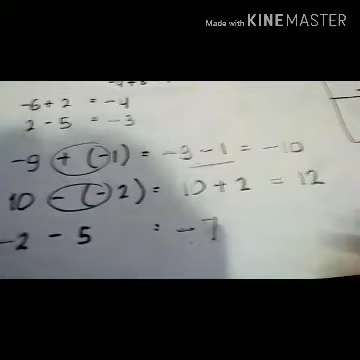 Made with KINEMASTER
-6 + 2 = -4
2 - 5 = -3
-9 + (-1) = -9 - 1 = -10
10 - (-2) = 10 + 2 = 12
-2 - 5 = -7